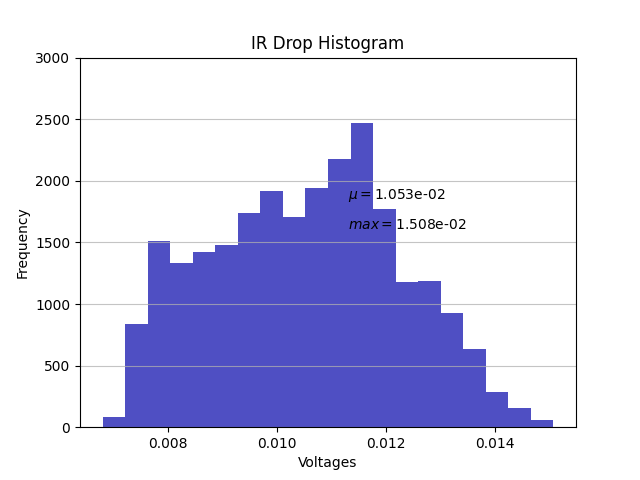 IR Drop Histogram
3000
2500
2000
1500
1000
500
0
Frequency
μ = 1.053e-02
max = 1.508e-02
0.008 0.010 0.012 0.014
Voltages